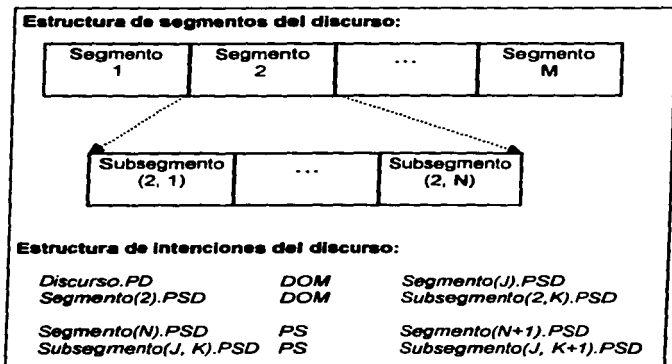 Estructura de segmentos del discurso:
Segmento 1 Segmento 2 ... Segmento M
Subsegmento (2, 1) ... Subsegmento (2, N)
Estructura de intenciones del discurso:
Discurso.PD DOM Segmento(J).PSD
Segmento(2).PSD DOM Subsegmento(2,K).PSD
Segmento(N).PSD PS Segmento(N+1).PSD
Subsegmento(J, K).PSD PS Subsegmento(J, K+1).PSD